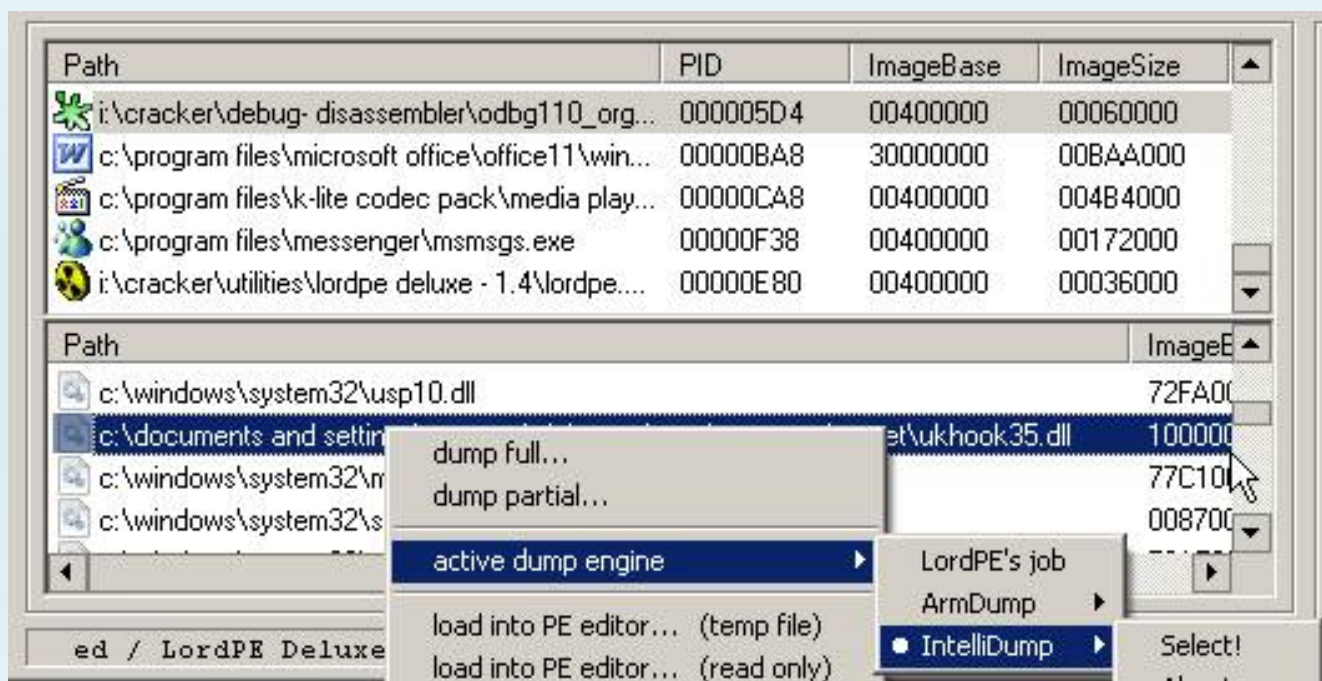 Path PID ImageBase ImageSize
i:\cracker\debug- disassembler\odbg110_org... 000005D4 00400000 00060000
c:\program files\microsoft office\office11\win... 00000BA8 30000000 00BAA000
c:\program files\k-lite codec pack\media play... 00000CA8 00400000 004B4000
c:\program files\messenger\msmsgs.exe 00000F38 00400000 00172000
i:\cracker\utilities\lordpe deluxe - 1.4\lordpe.... 00000E80 00400000 00036000
Path ImageE
c:\windows\system32\usp10.dll 72FA00
c:\documents and settin et\ukhook35.dll 100000
c:\windows\system32\m 77C10
c:\windows\system32\s 008700
dump full...
dump partial...
active dump engine
LordPE's job
ArmDump
IntelliDump
Select!
load into PE editor... (temp file)
load into PE editor... (read only)
ed / LordPE Deluxe